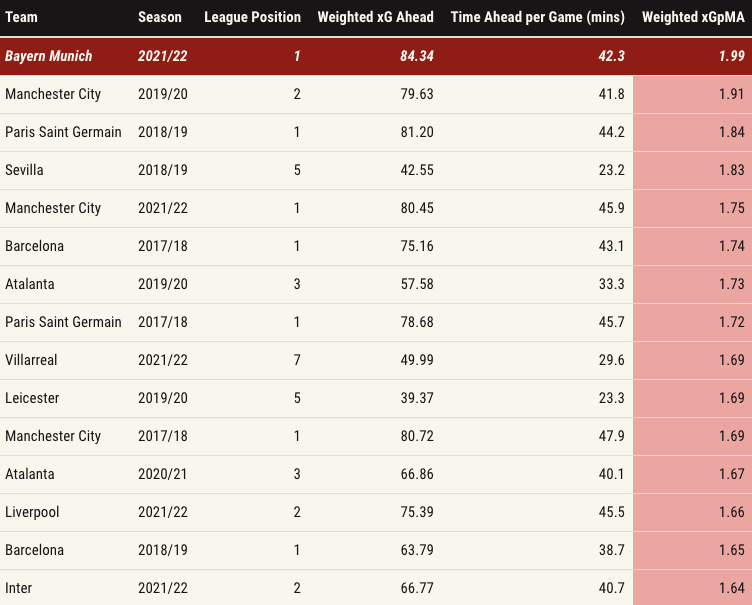 Team Season League Position Weighted xG Ahead Time Ahead per Game (mins) Weighted xGpMA
Bayern Munich 2021/22 1 84.34 42.3 1.99
Manchester City 2019/20 2 79.63 41.8 1.91
Paris Saint Germain 2018/19 1 81.20 44.2 1.84
Sevilla 2018/19 5 42.55 23.2 1.83
Manchester City 2021/22 1 80.45 45.9 1.75
Barcelona 2017/18 1 75.16 43.1 1.74
Atalanta 2019/20 3 57.58 33.3 1.73
Paris Saint Germain 2017/18 1 78.68 45.7 1.72
Villarreal 2021/22 7 49.99 29.6 1.69
Leicester 2019/20 5 39.37 23.3 1.69
Manchester City 2017/18 1 80.72 47.9 1.69
Atalanta 2020/21 3 66.86 40.1 1.67
Liverpool 2021/22 2 75.39 45.5 1.66
Barcelona 2018/19 1 63.79 38.7 1.65
Inter 2021/22 2 66.77 40.7 1.64